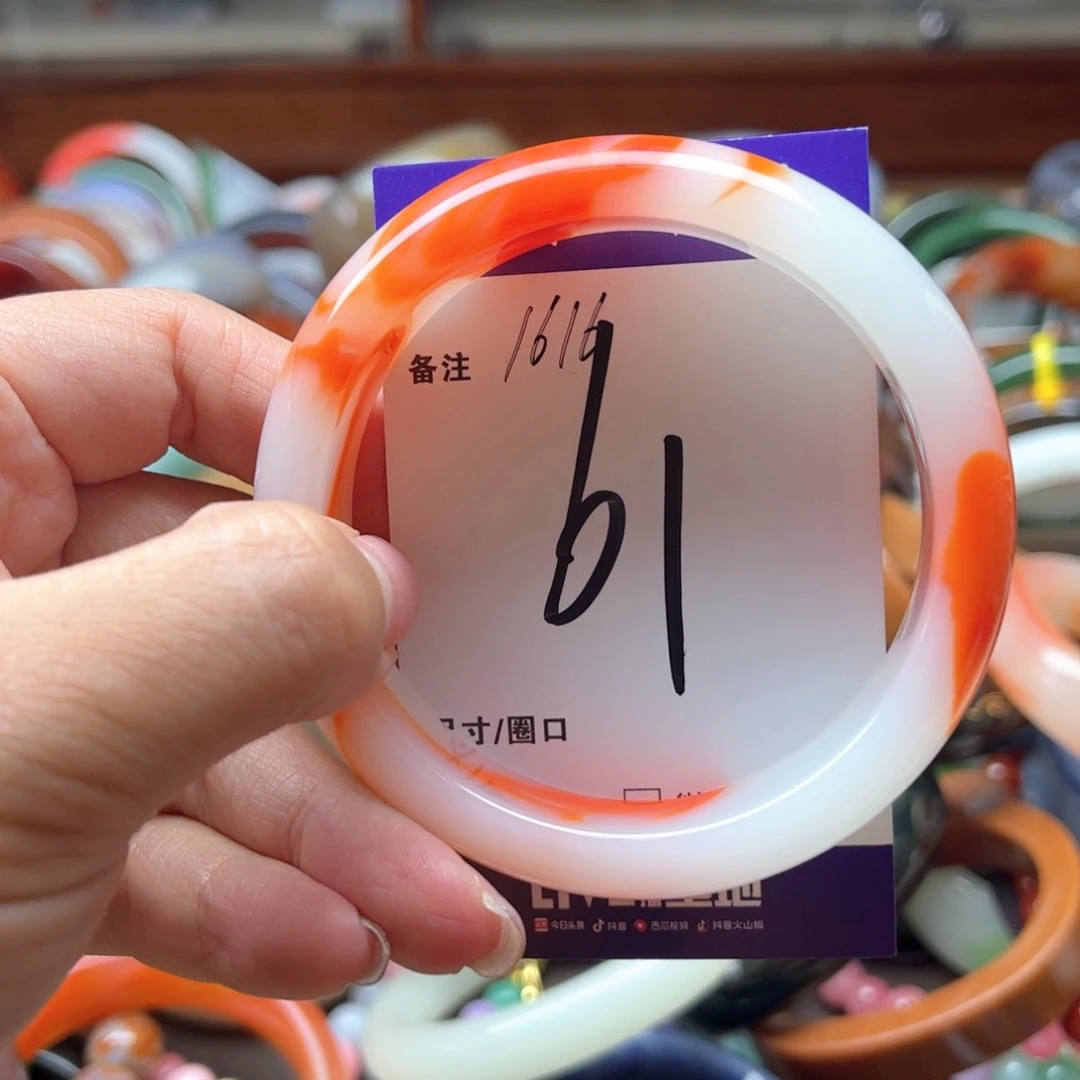 备注 1616
61
尺寸/圈口
今日头条 抖音 西瓜视频 抖音火山版